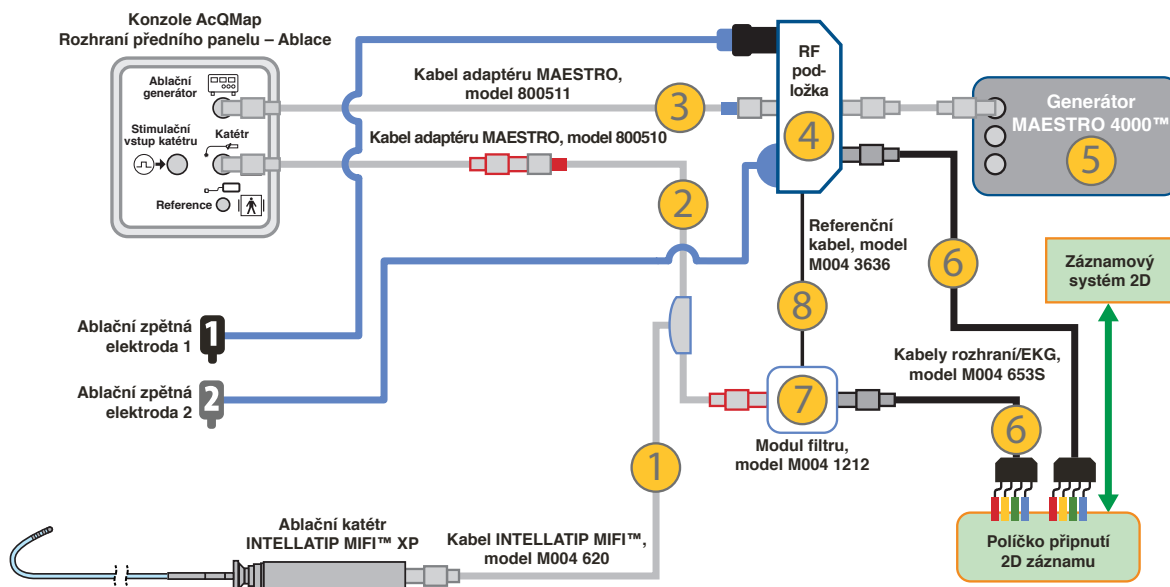 Konzole AcQMap
Rozhraní předního panelu – Ablace
Ablační
generátor
Stimulační
vstup katétru
Katétr
Reference
Kabel adaptéru MAESTRO,
model 800511
3
Kabel adaptéru MAESTRO, model 800510
2
RF
pod-
ložka
4
Generátor
MAESTRO 4000™
5
Referenční
kabel, model
M004 3636
6
8
Záznamový
systém 2D
Ablační zpětná
elektroda 1
1
Ablační zpětná
elektroda 2
2
Kabely rozhraní/EKG,
model M004 653S
7
6
Modul filtru,
model M004 1212
1
Ablační katétr
INTELLATIP MIFI™ XP
Kabel INTELLATIP MIFI™,
model M004 620
Políčko připnutí
2D záznamu